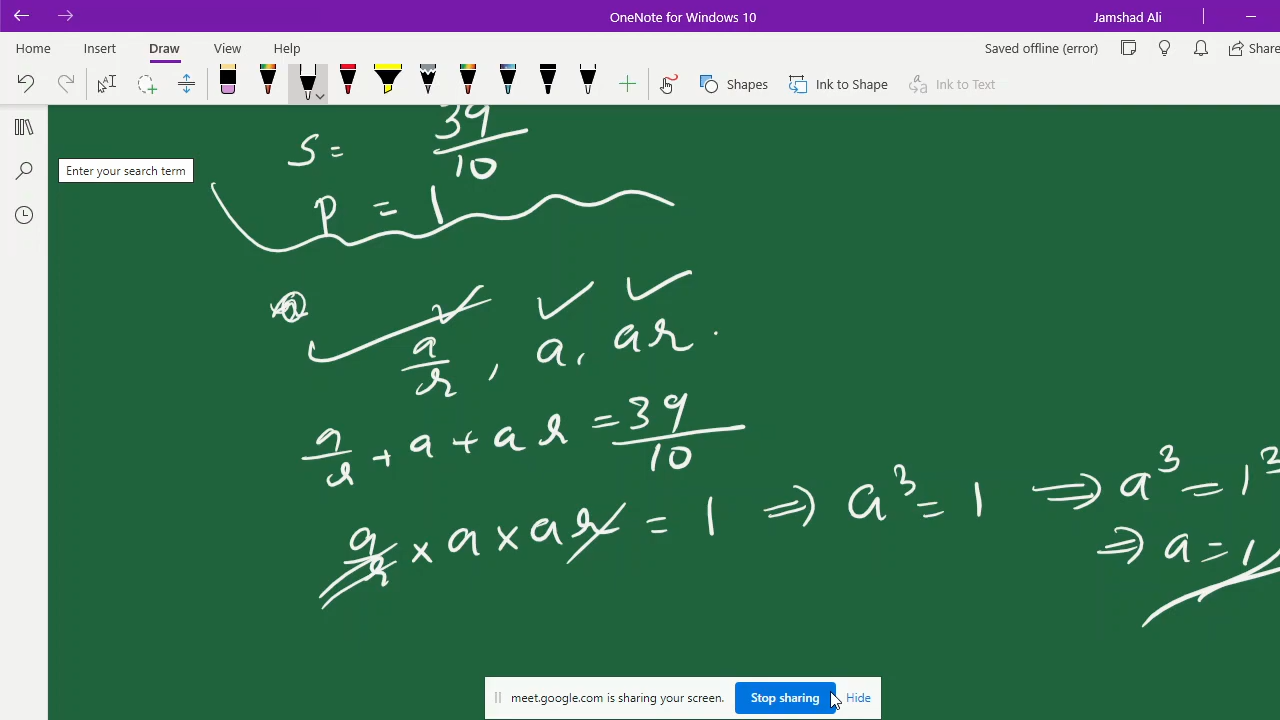 OneNote for Windows 10
Jamshad Ali
Home Insert Draw View Help
Saved offline (error)
Share
Shapes
Ink to Shape
Ink to Text
Enter your search term
S = 39/10
P = 1
a/r, a, ar.
a/r + a + ar = 39/10
a/r × a × ar = 1 ⇒ a³ = 1 ⇒ a³ = 1³
⇒ a = 1
meet.google.com is sharing your screen.
Stop sharing
Hide